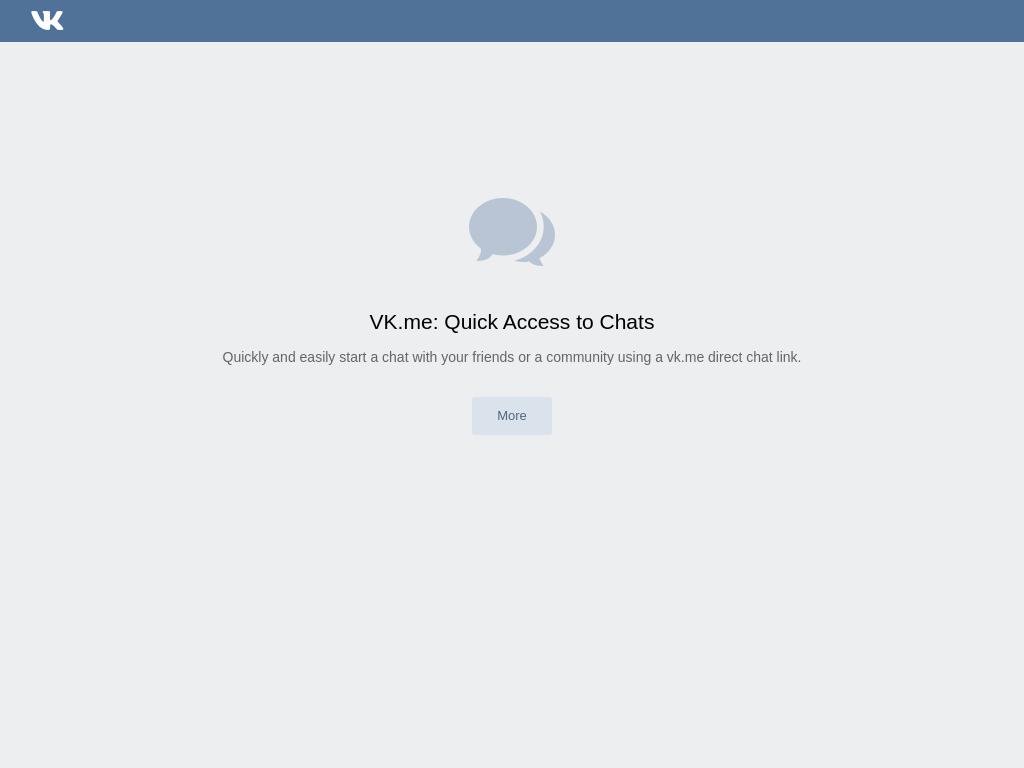 VK
VK.me: Quick Access to Chats
Quickly and easily start a chat with your friends or a community using a vk.me direct chat link.
More